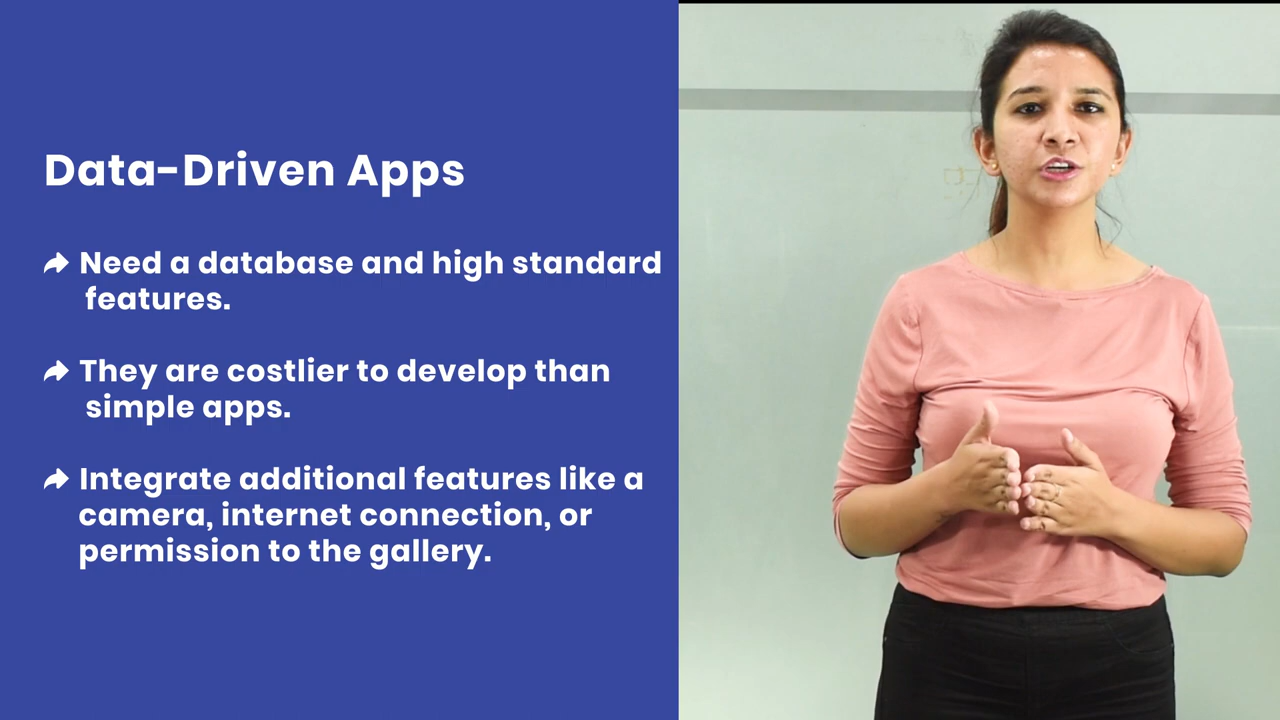 Data-Driven Apps
Need a database and high standard
features.
They are costlier to develop than
simple apps.
Integrate additional features like a
camera, internet connection, or
permission to the gallery.